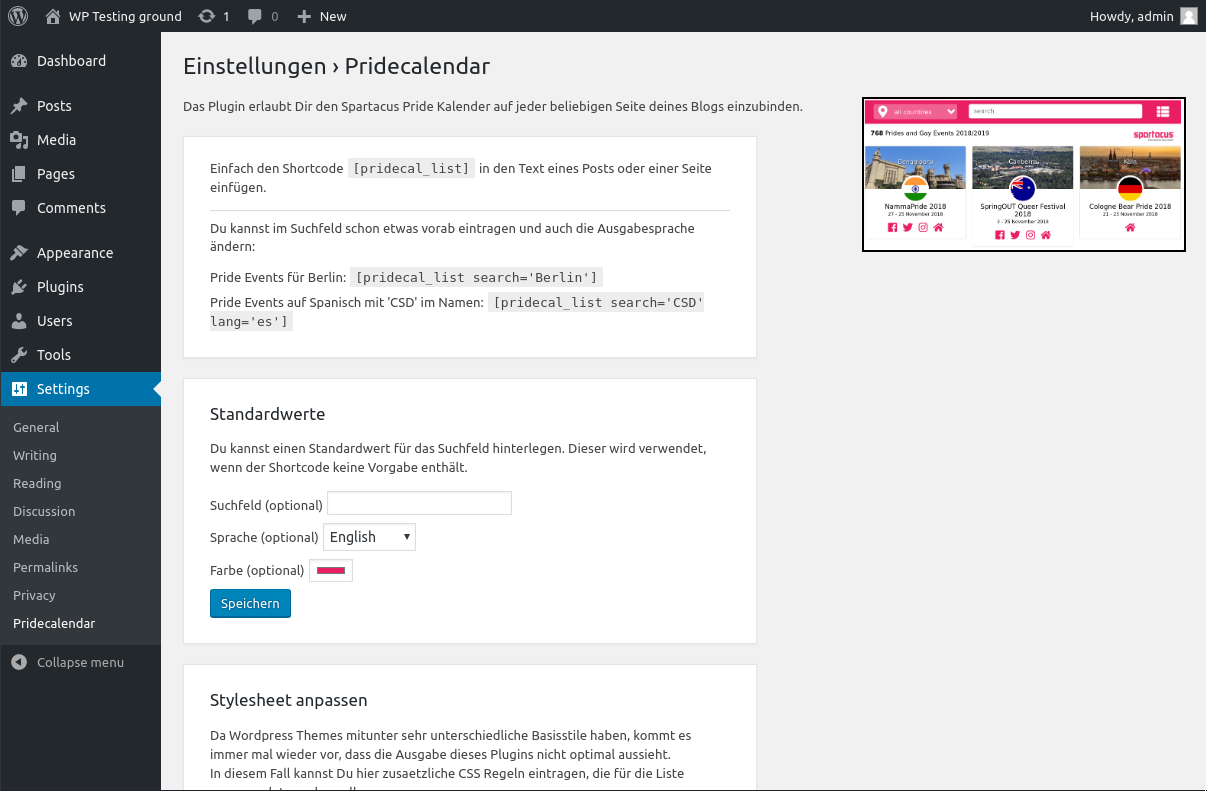 WP Testing ground 1 0 New Howdy, admin
Dashboard
Posts
Media
Pages
Comments
Appearance
Plugins
Users
Tools
Settings
General
Writing
Reading
Discussion
Media
Permalinks
Privacy
Pridecalendar
Collapse menu
Einstellungen › Pridecalendar
Das Plugin erlaubt Dir den Spartacus Pride Kalender auf jeder beliebigen Seite deines Blogs einzubinden.
Einfach den Shortcode [pridecal_list] in den Text eines Posts oder einer Seite
einfügen.
Du kannst im Suchfeld schon etwas vorab eintragen und auch die Ausgabesprache
ändern:
Pride Events für Berlin: [pridecal_list search='Berlin']
Pride Events auf Spanisch mit 'CSD' im Namen: [pridecal_list search='CSD'
lang='es']
Standardwerte
Du kannst einen Standardwert für das Suchfeld hinterlegen. Dieser wird verwendet,
wenn der Shortcode keine Vorgabe enthält.
Suchfeld (optional)
Sprache (optional) English
Farbe (optional)
Speichern
Stylesheet anpassen
Da Wordpress Themes mitunter sehr unterschiedliche Basisstile haben, kommt es
immer mal wieder vor, dass die Ausgabe dieses Plugins nicht optimal aussieht.
In diesem Fall kannst Du hier zusaetzliche CSS Regeln eintragen, die für die Liste
all countries search
768 Prides and Gay Events 2018/2019 spartacus
Bengalooru
NammaPride 2018
27 - 25 November 2018
Canberra
SpringOUT Queer Festival
2018
3 - 25 November 2018
Köln
Cologne Bear Pride 2018
21 - 25 November 2018